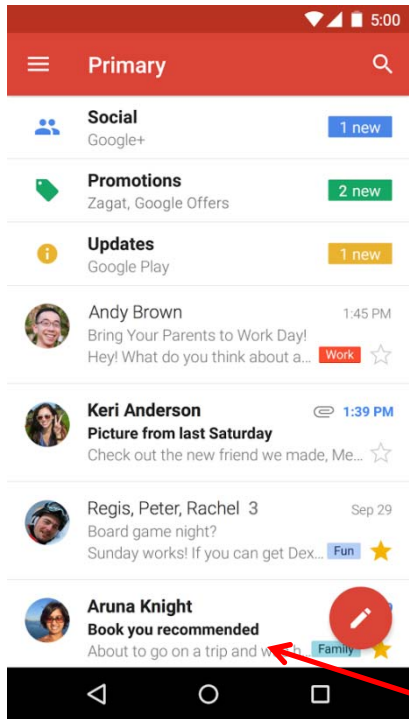 5:00
Primary
Social
1 new
Google+
Promotions
2 new
Zagat, Google Offers
Updates
1 new
Google Play
Andy Brown 1:45 PM
Bring Your Parents to Work Day!
Hey! What do you think about a... Work
Keri Anderson 1:39 PM
Picture from last Saturday
Check out the new friend we made, Me...
Regis, Peter, Rachel 3 Sep 29
Board game night?
Sunday works! If you can get Dex... Fun
Aruna Knight
Book you recommended
About to go on a trip and Family